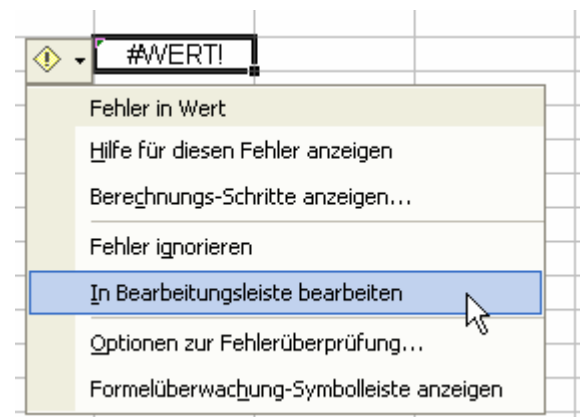 #WERT!
Fehler in Wert
Hilfe für diesen Fehler anzeigen
Berechnungs-Schritte anzeigen...
Fehler ignorieren
In Bearbeitungsleiste bearbeiten
Optionen zur Fehlerüberprüfung...
Formelüberwachung-Symbolleiste anzeigen